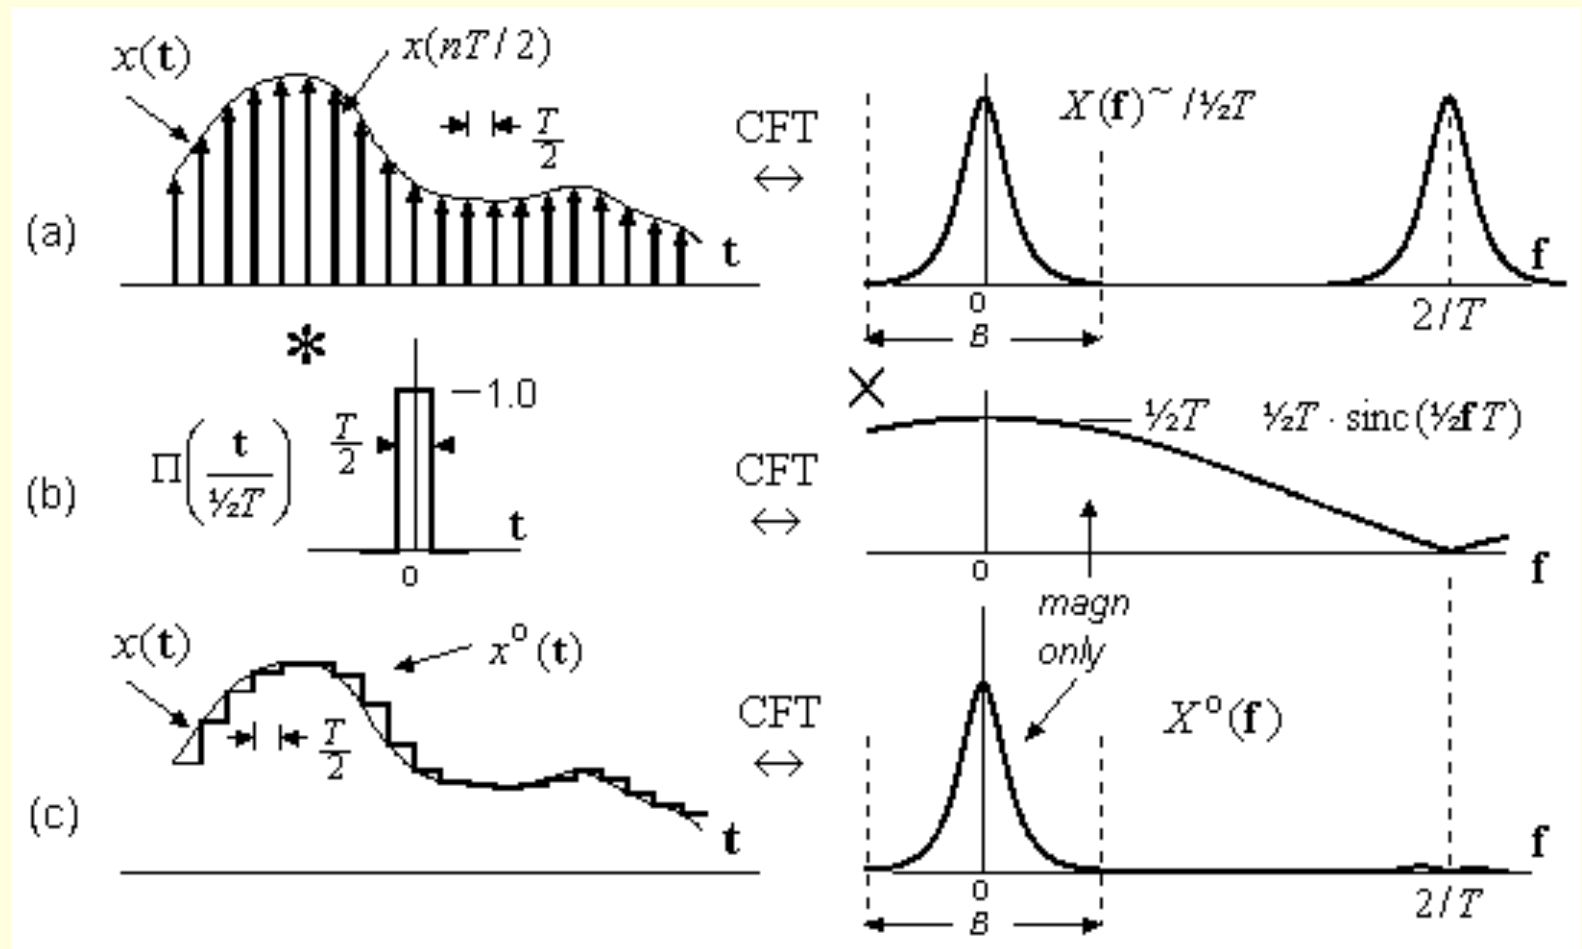 x(t)
x(nT/2)
T/2
t
(a)
CFT
↔
X(f)~/½T
0
2/T
f
B
*
(b)
Π(t/½T)
T/2
−1.0
t
0
CFT
↔
×
½T
½T · sinc(½fT)
0
f
magn
only
(c)
x(t)
x°(t)
T/2
t
CFT
↔
X°(f)
0
2/T
f
B